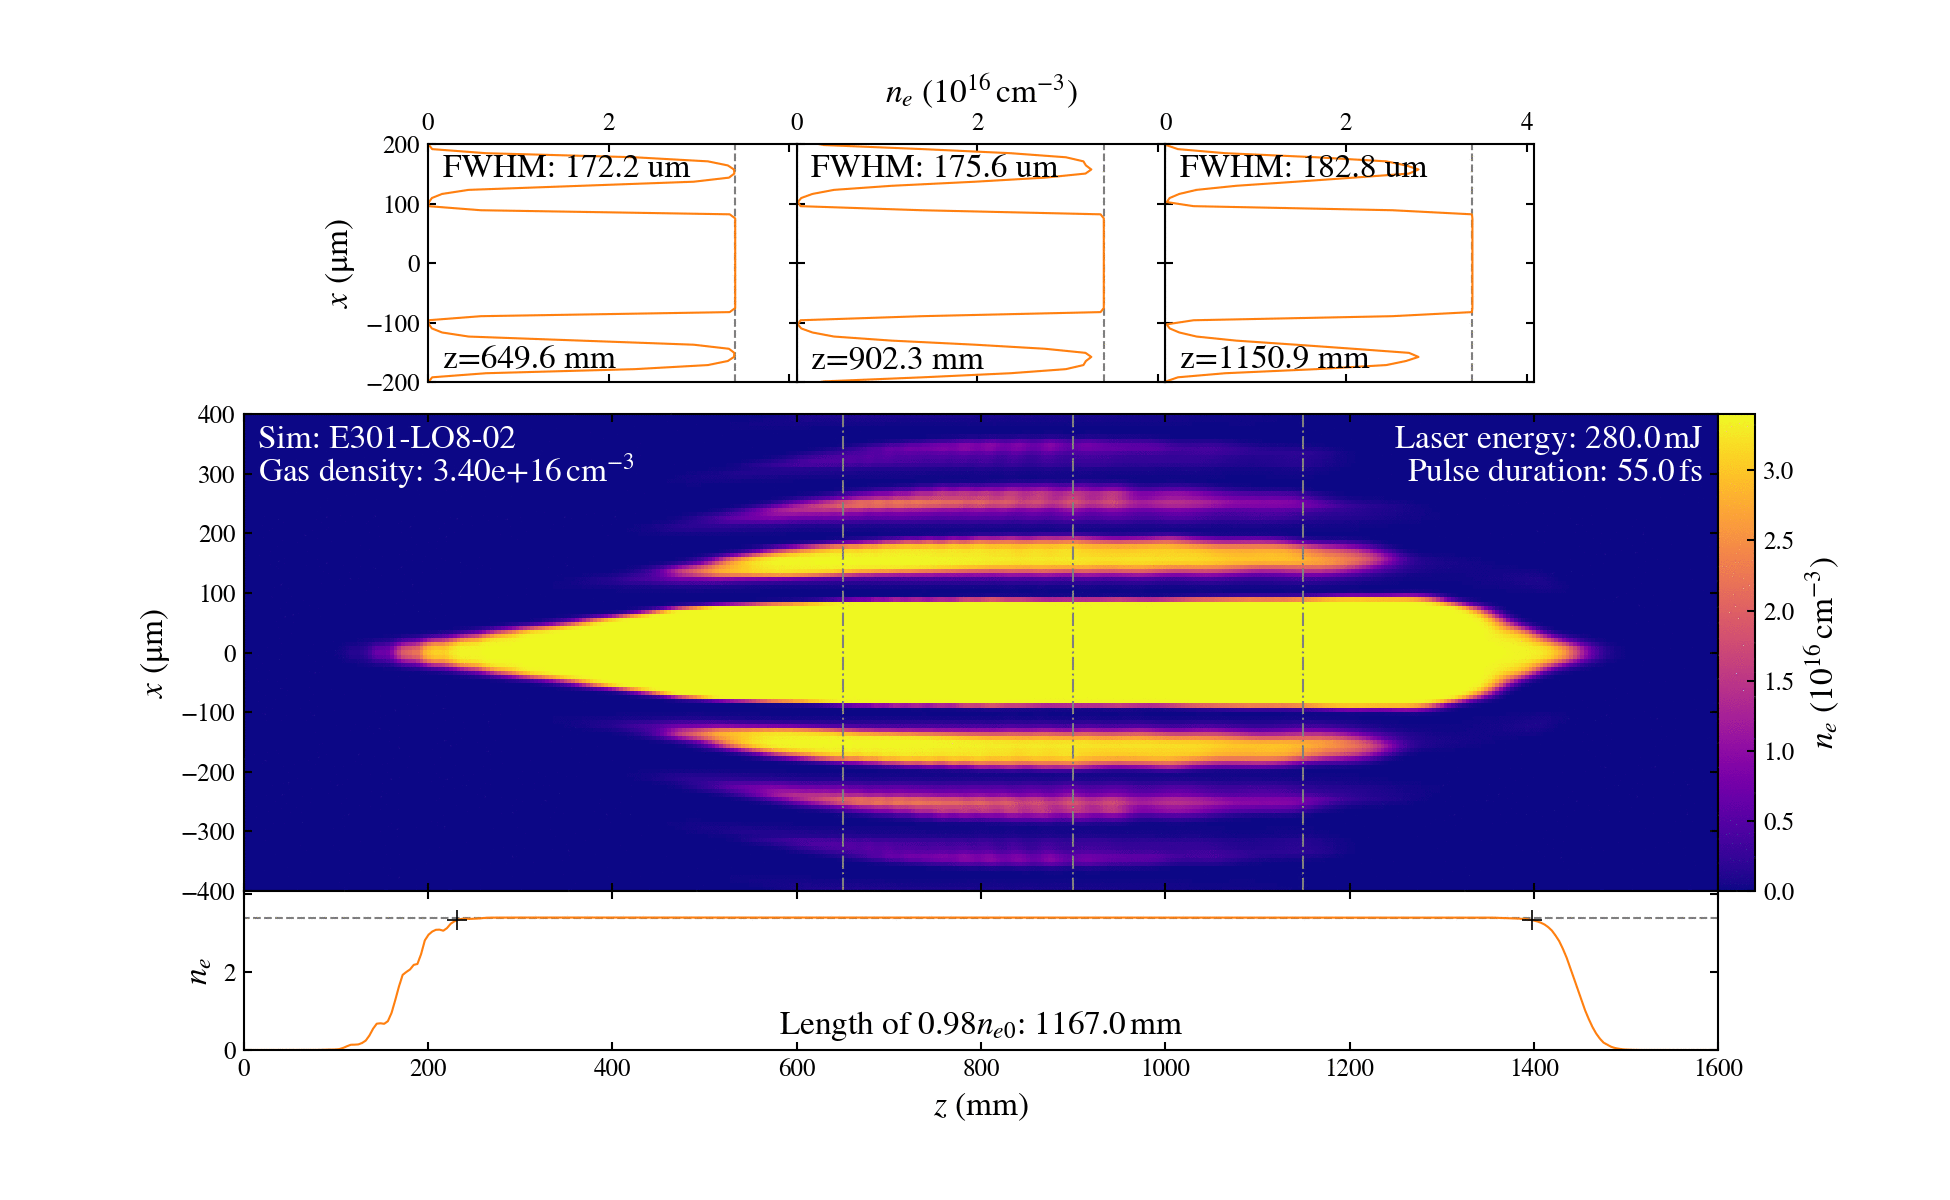 n_e (10^16 cm^−3)
0 2 0 2 0 2 4
200
FWHM: 172.2 um FWHM: 175.6 um FWHM: 182.8 um
100
x (μm)
0
−100
z=649.6 mm z=902.3 mm z=1150.9 mm
−200
400
Sim: E301-LO8-02 Laser energy: 280.0 mJ
Gas density: 3.40e+16 cm^−3 Pulse duration: 55.0 fs
300
200
100
x (μm)
0
−100
−200
−300
−400
3.0
2.5
2.0
1.5
1.0
0.5
0.0
n_e (10^16 cm^−3)
n_e
2
0
Length of 0.98n_e0: 1167.0 mm
0 200 400 600 800 1000 1200 1400 1600
z (mm)